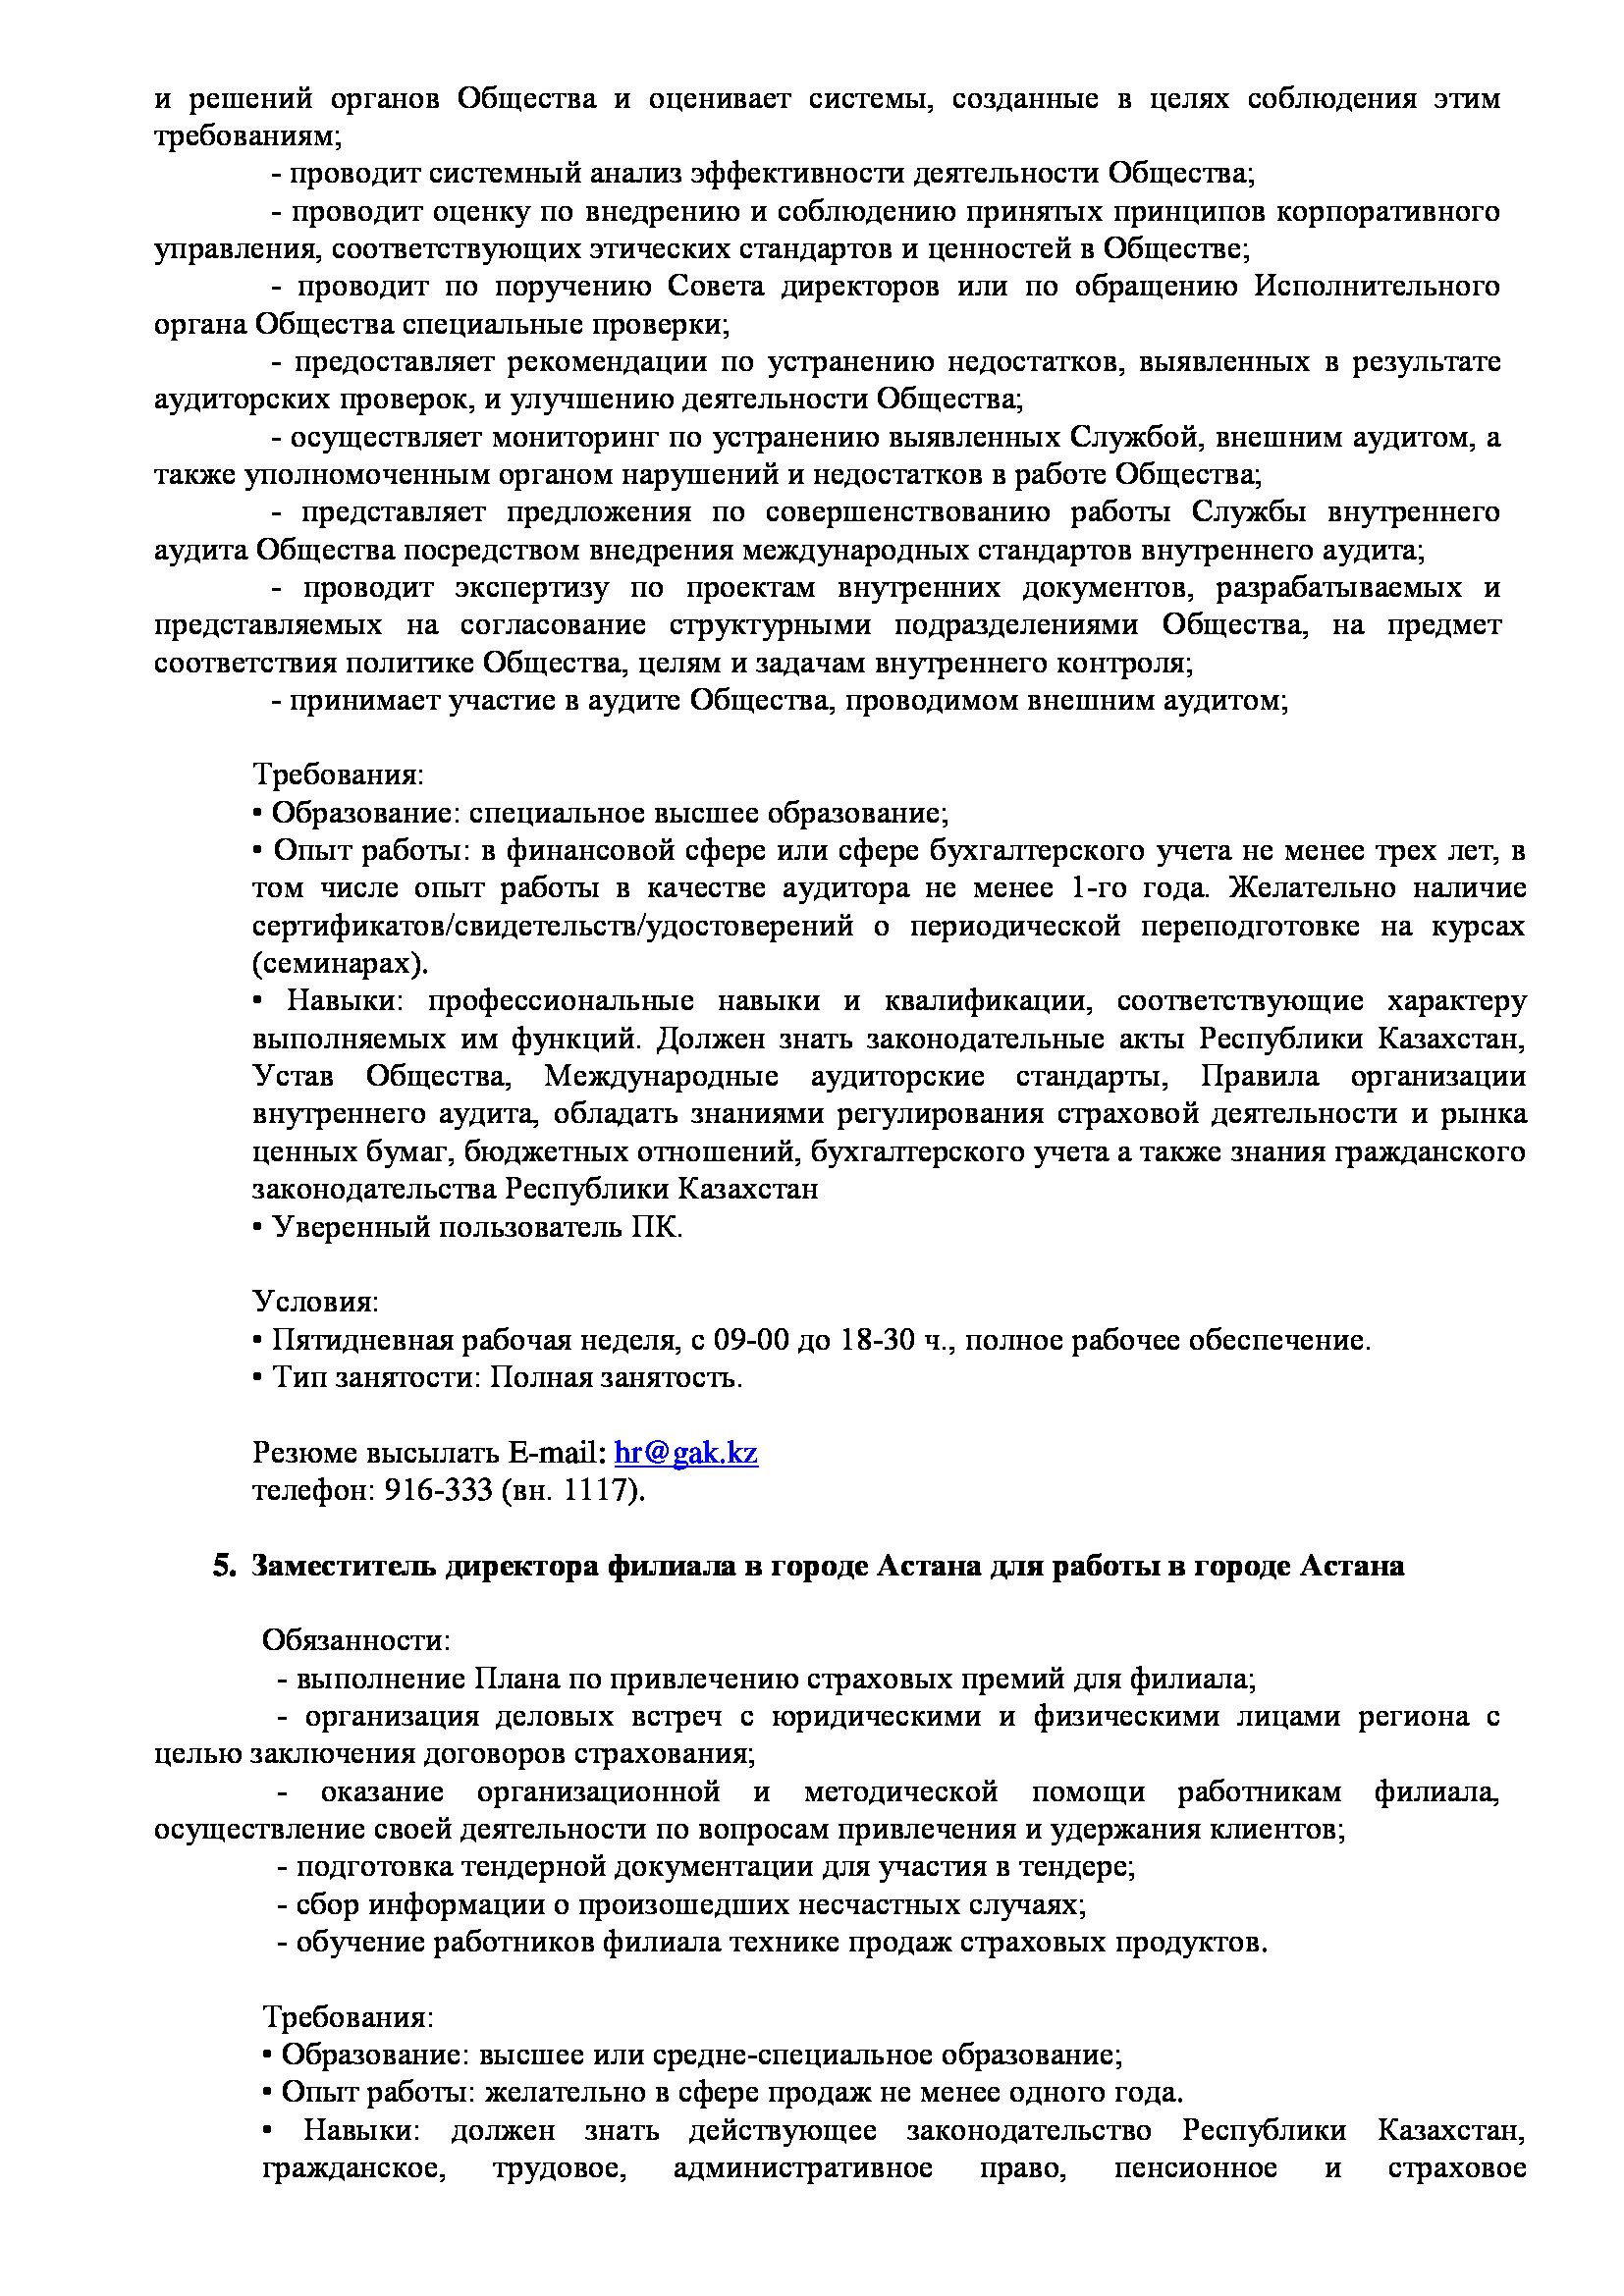 и решений органов Общества и оценивает системы, созданные в целях соблюдения этим
требованиям;
- проводит системный анализ эффективности деятельности Общества;
- проводит оценку по внедрению и соблюдению принятых принципов корпоративного
управления, соответствующих этических стандартов и ценностей в Обществе;
- проводит по поручению Совета директоров или по обращению Исполнительного
органа Общества специальные проверки;
- предоставляет рекомендации по устранению недостатков, выявленных в результате
аудиторских проверок, и улучшению деятельности Общества;
- осуществляет мониторинг по устранению выявленных Службой, внешним аудитом, а
также уполномоченным органом нарушений и недостатков в работе Общества;
- представляет предложения по совершенствованию работы Службы внутреннего
аудита Общества посредством внедрения международных стандартов внутреннего аудита;
- проводит экспертизу по проектам внутренних документов, разрабатываемых и
представляемых на согласование структурными подразделениями Общества, на предмет
соответствия политике Общества, целям и задачам внутреннего контроля;
- принимает участие в аудите Общества, проводимом внешним аудитом;
Требования:
▪ Образование: специальное высшее образование;
▪ Опыт работы: в финансовой сфере или сфере бухгалтерского учета не менее трех лет, в
том числе опыт работы в качестве аудитора не менее 1-го года. Желательно наличие
сертификатов/свидетельств/удостоверений о периодической переподготовке на курсах
(семинарах).
▪ Навыки: профессиональные навыки и квалификации, соответствующие характеру
выполняемых им функций. Должен знать законодательные акты Республики Казахстан,
Устав Общества, Международные аудиторские стандарты, Правила организации
внутреннего аудита, обладать знаниями регулирования страховой деятельности и рынка
ценных бумаг, бюджетных отношений, бухгалтерского учета а также знания гражданского
законодательства Республики Казахстан
▪ Уверенный пользователь ПК.
Условия:
▪ Пятидневная рабочая неделя, с 09-00 до 18-30 ч., полное рабочее обеспечение.
▪ Тип занятости: Полная занятость.
Резюме высылать E-mail: hr@gak.kz
телефон: 916-333 (вн. 1117).
5. Заместитель директора филиала в городе Астана для работы в городе Астана
Обязанности:
- выполнение Плана по привлечению страховых премий для филиала;
- организация деловых встреч с юридическими и физическими лицами региона с
целью заключения договоров страхования;
- оказание организационной и методической помощи работникам филиала,
осуществление своей деятельности по вопросам привлечения и удержания клиентов;
- подготовка тендерной документации для участия в тендере;
- сбор информации о произошедших несчастных случаях;
- обучение работников филиала технике продаж страховых продуктов.
Требования:
▪ Образование: высшее или средне-специальное образование;
▪ Опыт работы: желательно в сфере продаж не менее одного года.
▪ Навыки: должен знать действующее законодательство Республики Казахстан,
гражданское, трудовое, административное право, пенсионное и страховое